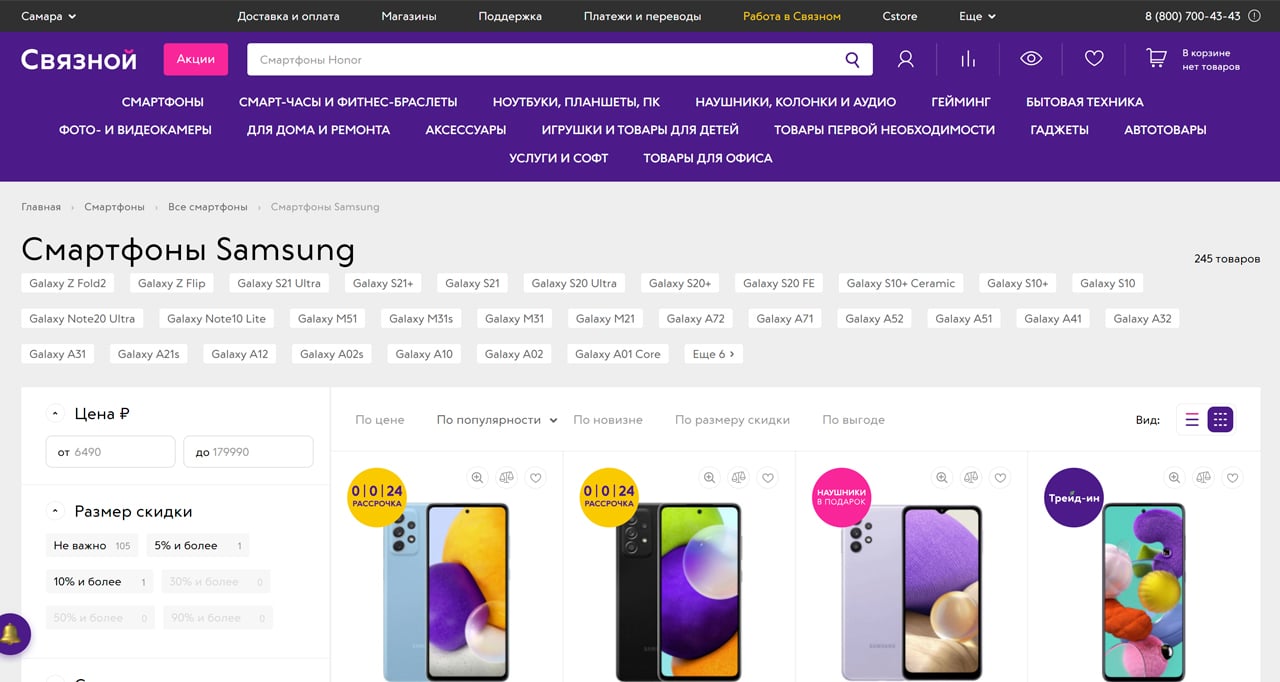 Самара Доставка и оплата Магазины Поддержка Платежи и переводы Работа в Связном Cstore Еще 8 (800) 700-43-43
Связной Акции Смартфоны Honor В корзине
нет товаров
СМАРТФОНЫ СМАРТ-ЧАСЫ И ФИТНЕС-БРАСЛЕТЫ НОУТБУКИ, ПЛАНШЕТЫ, ПК НАУШНИКИ, КОЛОНКИ И АУДИО ГЕЙМИНГ БЫТОВАЯ ТЕХНИКА
ФОТО- И ВИДЕОКАМЕРЫ ДЛЯ ДОМА И РЕМОНТА АКСЕССУАРЫ ИГРУШКИ И ТОВАРЫ ДЛЯ ДЕТЕЙ ТОВАРЫ ПЕРВОЙ НЕОБХОДИМОСТИ ГАДЖЕТЫ АВТОТОВАРЫ
УСЛУГИ И СОФТ ТОВАРЫ ДЛЯ ОФИСА
Главная › Смартфоны › Все смартфоны › Смартфоны Samsung
Смартфоны Samsung 245 товаров
Galaxy Z Fold2 Galaxy Z Flip Galaxy S21 Ultra Galaxy S21+ Galaxy S21 Galaxy S20 Ultra Galaxy S20+ Galaxy S20 FE Galaxy S10+ Ceramic Galaxy S10+ Galaxy S10
Galaxy Note20 Ultra Galaxy Note10 Lite Galaxy M51 Galaxy M31s Galaxy M31 Galaxy M21 Galaxy A72 Galaxy A71 Galaxy A52 Galaxy A51 Galaxy A41 Galaxy A32
Galaxy A31 Galaxy A21s Galaxy A12 Galaxy A02s Galaxy A10 Galaxy A02 Galaxy A01 Core Еще 6 ›
Цена ₽
от 6490 до 179990
Размер скидки
Не важно 105 5% и более 1
10% и более 1 30% и более 0
50% и более 0 90% и более 0
По цене По популярности По новизне По размеру скидки По выгоде Вид:
0|0|24
РАССРОЧКА
0|0|24
РАССРОЧКА
НАУШНИКИ
В ПОДАРОК
Трейд-ин
SAMSUNG